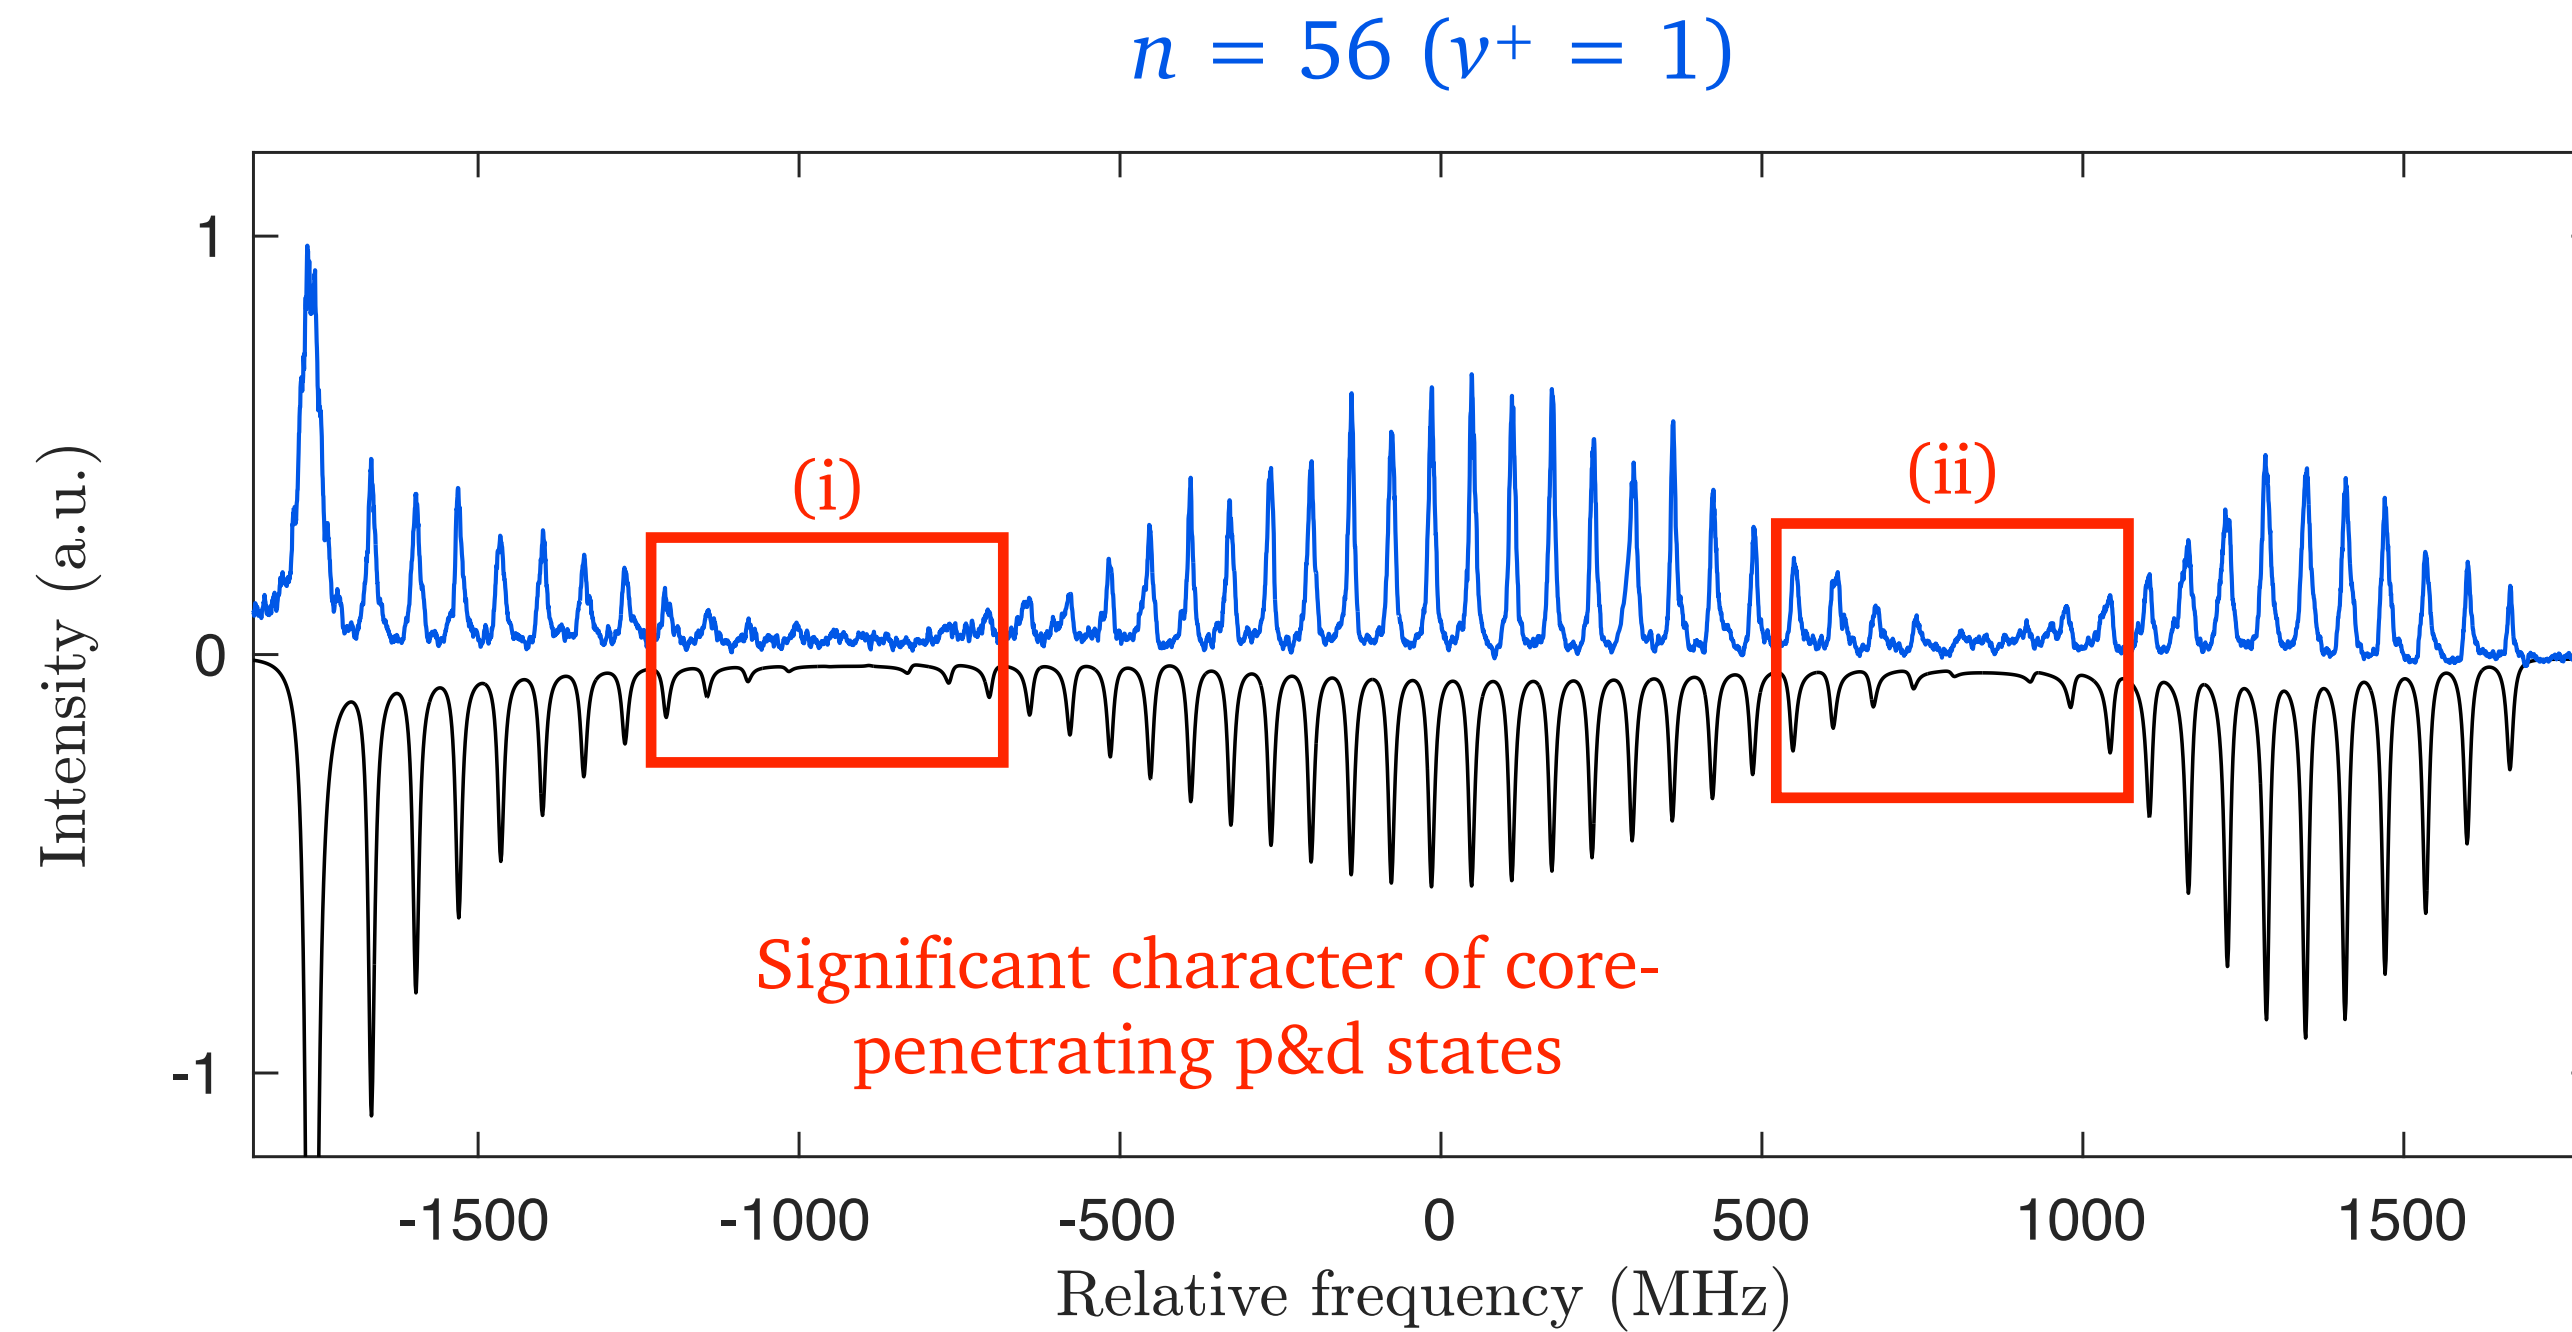 n = 56 (v⁺ = 1)
1
(i)
(ii)
Intensity (a.u.)
0
Significant character of core-
penetrating p&d states
-1
-1500 -1000 -500 0 500 1000 1500
Relative frequency (MHz)